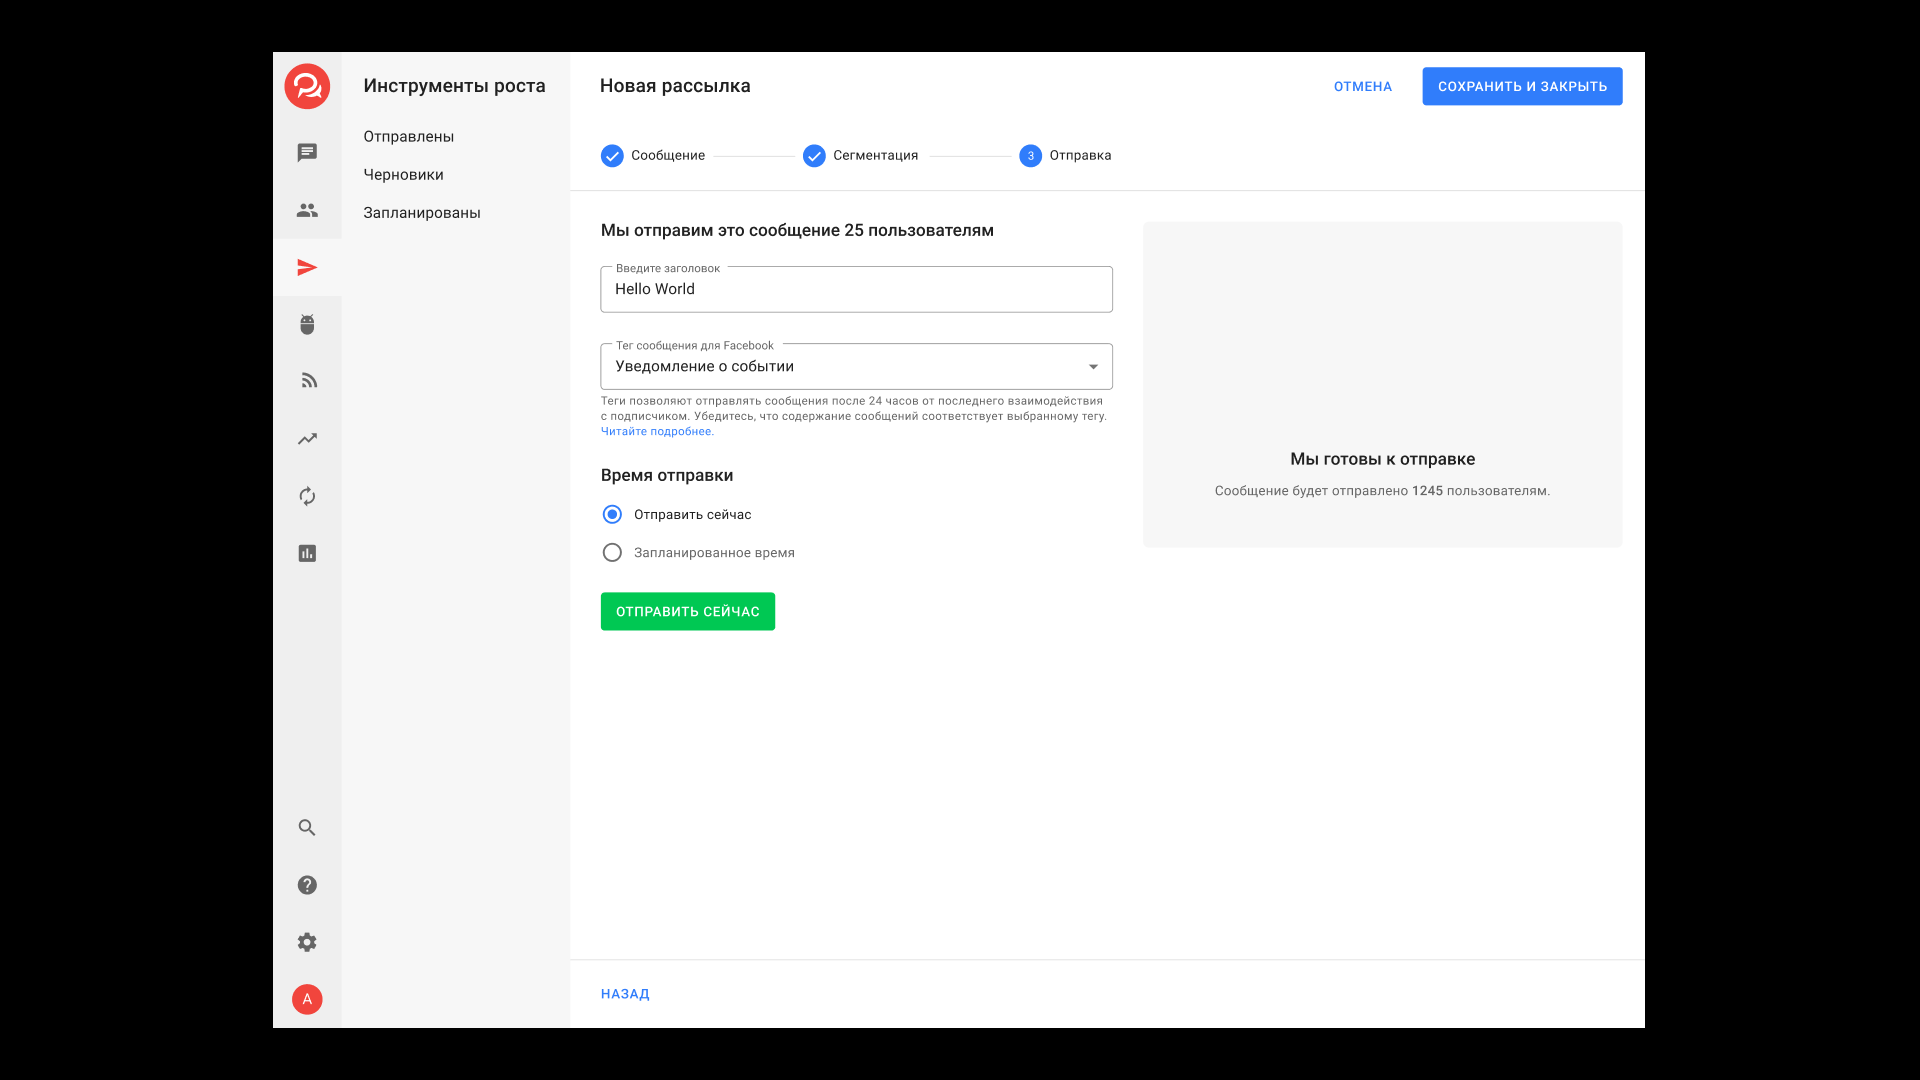 Инструменты роста
Отправлены
Черновики
Запланированы
A
Новая рассылка
ОТМЕНА
СОХРАНИТЬ И ЗАКРЫТЬ
Сообщение
Сегментация
3 Отправка
Мы отправим это сообщение 25 пользователям
Введите заголовок
Hello World
Тег сообщения для Facebook
Уведомление о событии
Теги позволяют отправлять сообщения после 24 часов от последнего взаимодействия
с подписчиком. Убедитесь, что содержание сообщений соответствует выбранному тегу.
Читайте подробнее.
Время отправки
Отправить сейчас
Запланированное время
ОТПРАВИТЬ СЕЙЧАС
Мы готовы к отправке
Сообщение будет отправлено 1245 пользователям.
НАЗАД